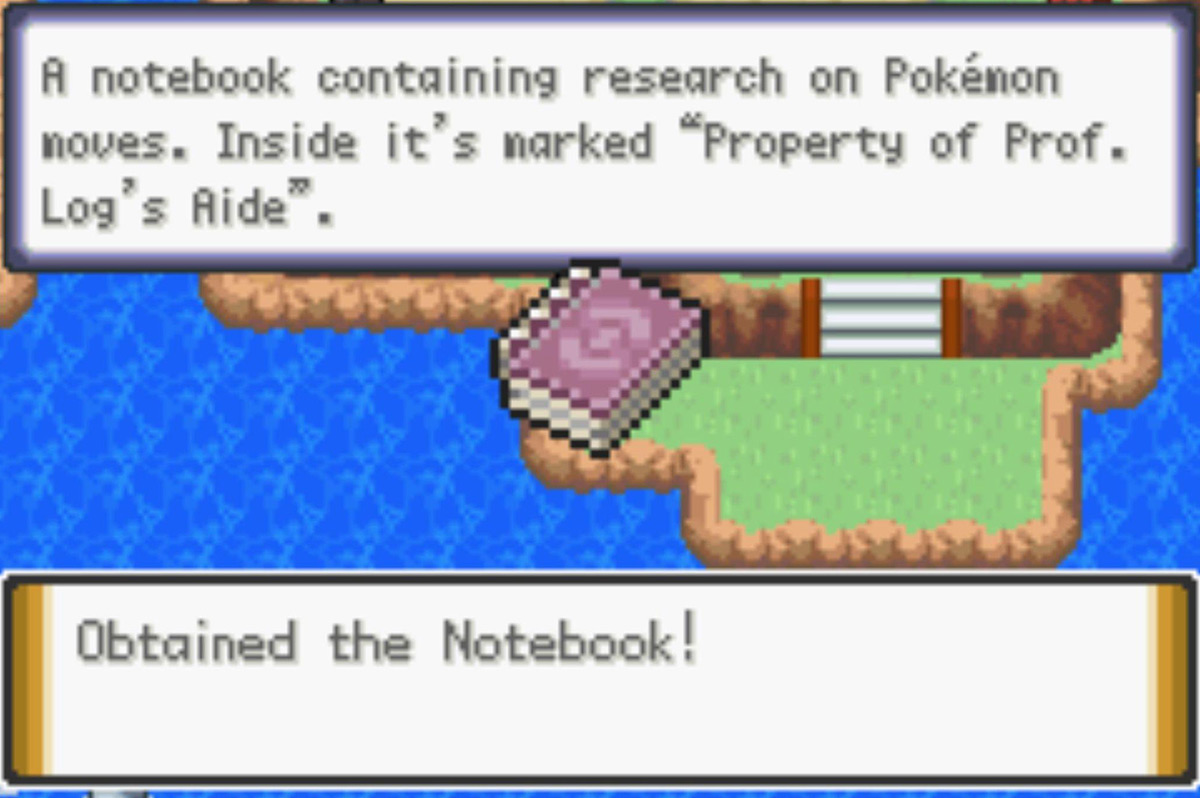 A notebook containing research on Pokémon
moves. Inside it's marked “Property of Prof.
Log's Aide”.
Obtained the Notebook!